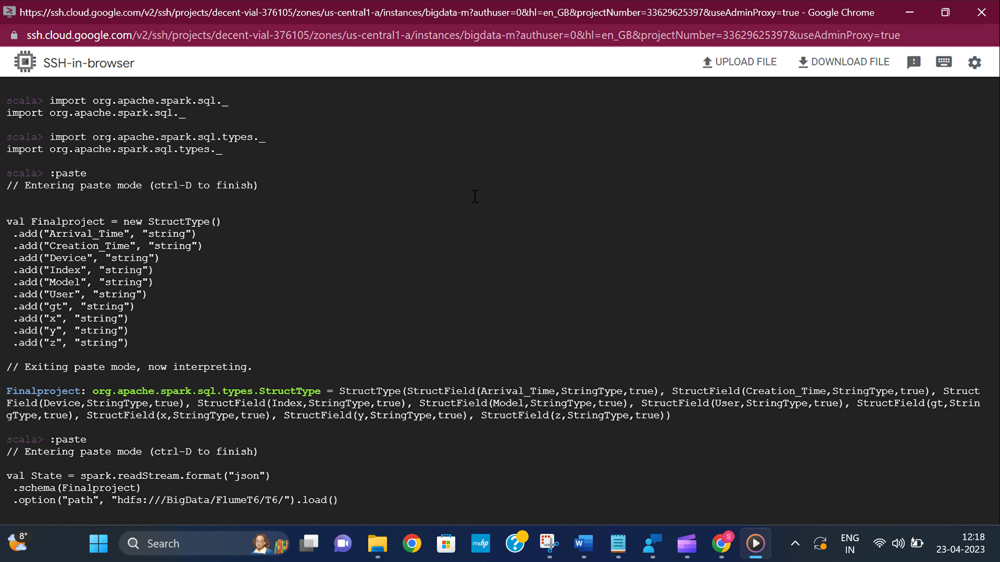 https://ssh.cloud.google.com/v2/ssh/projects/decent-vial-376105/zones/us-central1-a/instances/bigdata-m?authuser=0&hl=en_GB&projectNumber=33629625397&useAdminProxy=true - Google Chrome
ssh.cloud.google.com/v2/ssh/projects/decent-vial-376105/zones/us-central1-a/instances/bigdata-m?authuser=0&hl=en_GB&projectNumber=33629625397&useAdminProxy=true
SSH-in-browser
UPLOAD FILE
DOWNLOAD FILE
scala> import org.apache.spark.sql._
import org.apache.spark.sql._
scala> import org.apache.spark.sql.types._
import org.apache.spark.sql.types._
scala> :paste
// Entering paste mode (ctrl-D to finish)
val Finalproject = new StructType()
.add("Arrival_Time", "string")
.add("Creation_Time", "string")
.add("Device", "string")
.add("Index", "string")
.add("Model", "string")
.add("User", "string")
.add("gt", "string")
.add("x", "string")
.add("y", "string")
.add("z", "string")
// Exiting paste mode, now interpreting.
Finalproject: org.apache.spark.sql.types.StructType = StructType(StructField(Arrival_Time,StringType,true), StructField(Creation_Time,StringType,true), Struct
Field(Device,StringType,true), StructField(Index,StringType,true), StructField(Model,StringType,true), StructField(User,StringType,true), StructField(gt,Strin
gType,true), StructField(x,StringType,true), StructField(y,StringType,true), StructField(z,StringType,true))
scala> :paste
// Entering paste mode (ctrl-D to finish)
val State = spark.readStream.format("json")
.schema(Finalproject)
.option("path", "hdfs:///BigData/FlumeT6/T6/").load()
8°
Search
myhp
W
S
ENG
IN
12:18
23-04-2023